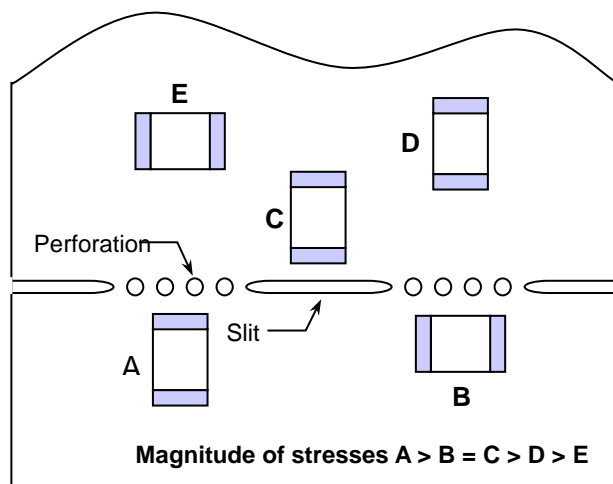 E
D
C
Perforation
Slit
A
B
Magnitude of stresses A > B = C > D > E